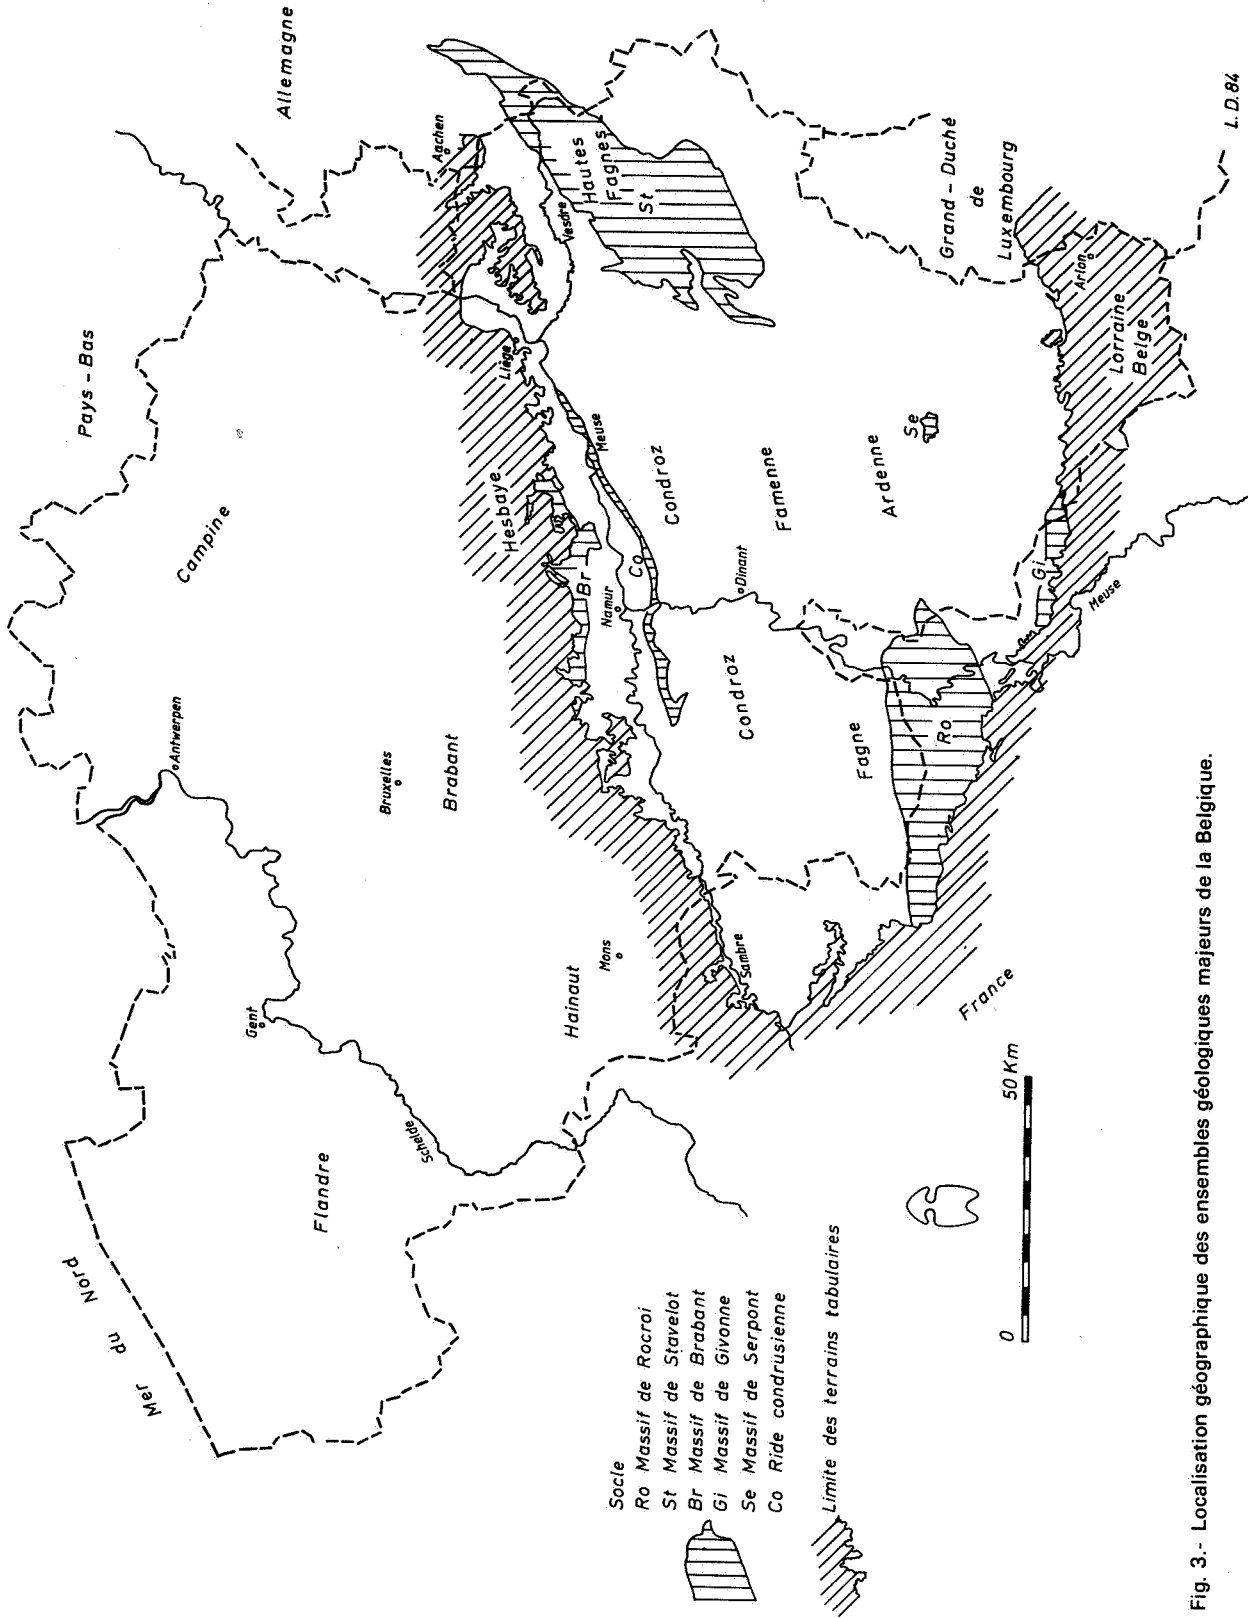 Mer du Nord
Pays-Bas
Allemagne
Campine
Antwerpen
Gent
Flandre
Schelde
Bruxelles
Brabant
Hainaut
Mons
Hesbaye
Liège
Aachen
Vesdre
Hautes
Fagnes
St
Meuse
Br
Namur
Co
Condroz
Condroz
Sambre
Dinant
Famenne
Fagne
Ardenne
Se
Ro
Gi
Meuse
Grand-Duché
de
Luxembourg
Arlon
Lorraine
Belge
France
Socle
Ro Massif de Rocroi
St Massif de Stavelot
Br Massif de Brabant
Gi Massif de Givonne
Se Massif de Serpont
Co Ride condrusienne
Limite des terrains tabulaires
0 50 Km
L.D.84
Fig. 3.- Localisation géographique des ensembles géologiques majeurs de la Belgique.